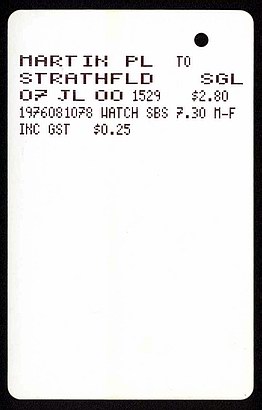 MARTIN PL TO
STRATHFLD SGL
07 JL 00 1529 $2.80
1976081078 WATCH SBS 7.30 M-F
INC GST $0.25